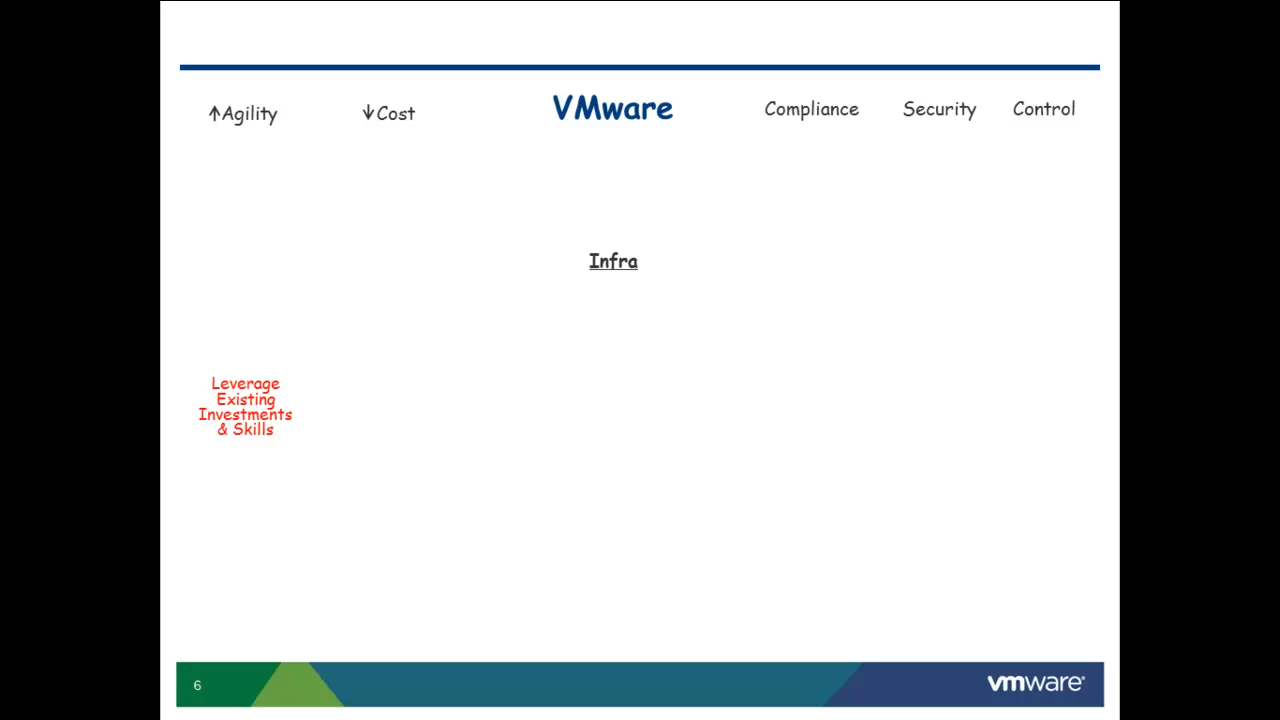 ↑Agility ↓Cost VMware Compliance Security Control
Infra
Leverage
Existing
Investments
& Skills
6 vmware®